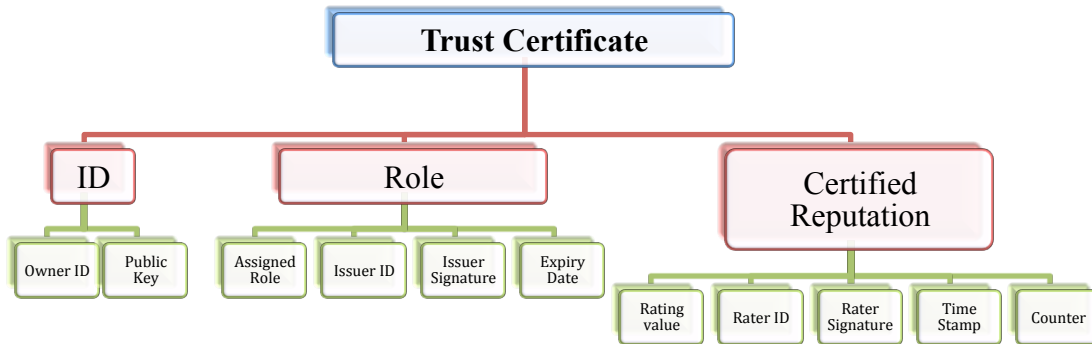 Trust Certificate
ID
Role
Certified
Reputation
Owner ID
Public
Key
Assigned
Role
Issuer ID
Issuer
Signature
Expiry
Date
Rating
value
Rater ID
Rater
Signature
Time
Stamp
Counter